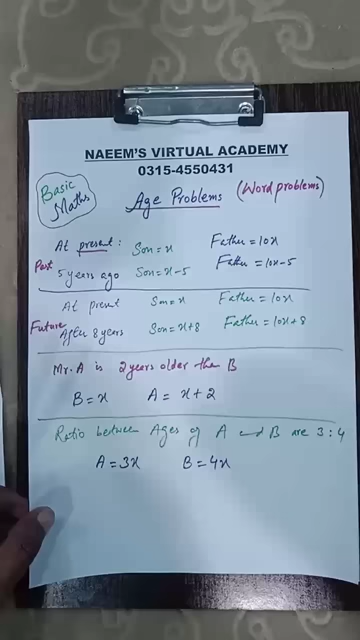 NAEEM'S VIRTUAL ACADEMY
0315-4550431
Basic Maths
Age Problems (Word problems)
At present : Son = x Father = 10x
Past
5 years ago Son = x-5 Father = 10x-5
At present Son = x Father = 10x
Future
After 8 years Son = x+8 Father = 10x+8
Mr. A is 2 years older than B
B = x A = x+2
Ratio between Ages of A and B are 3:4
A = 3x B = 4x